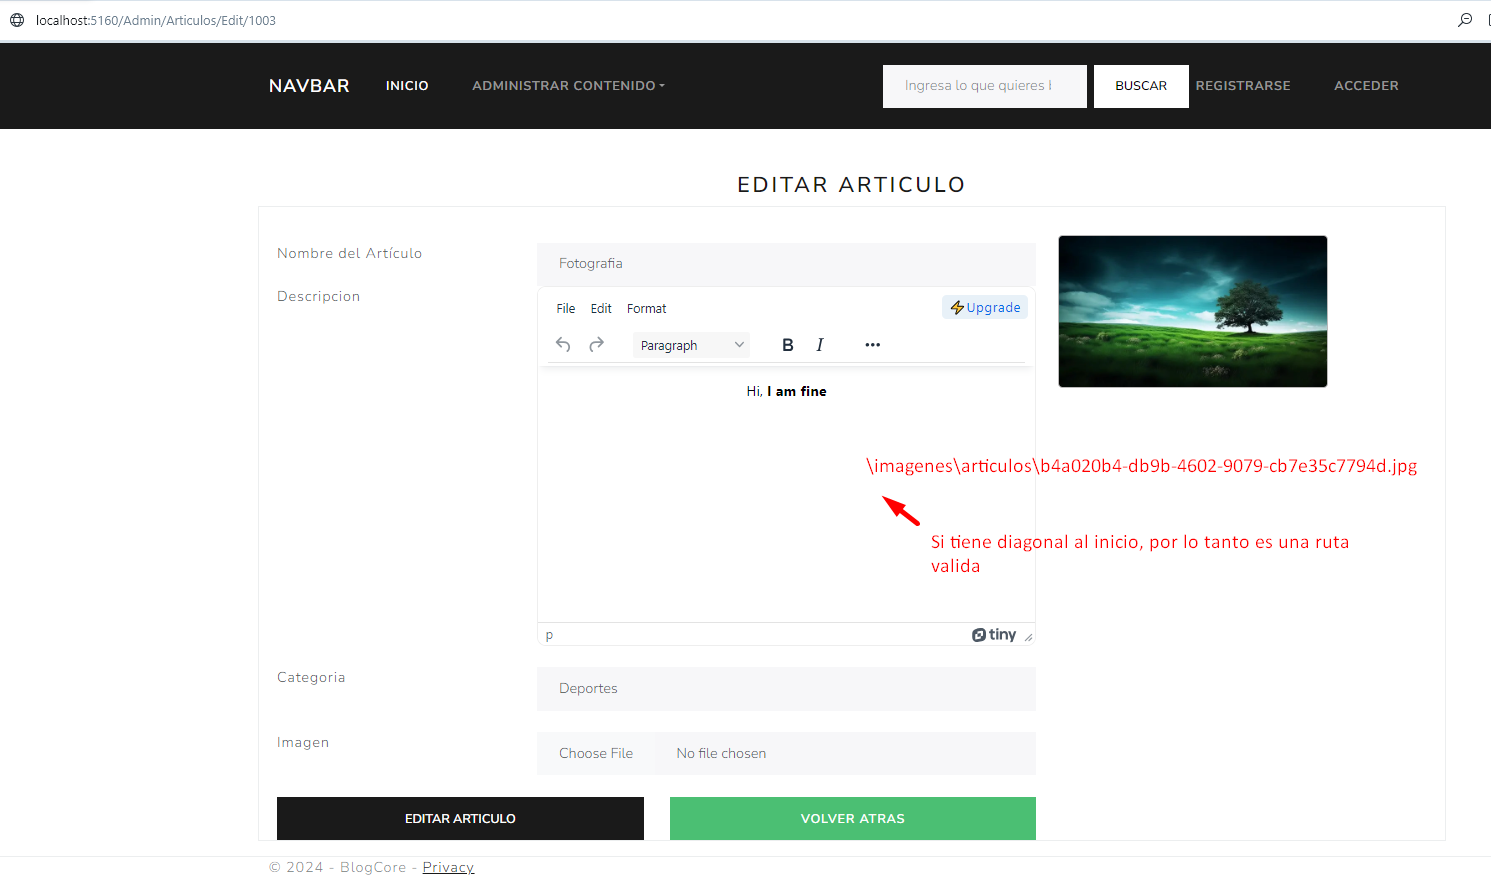 localhost:5160/Admin/Articulos/Edit/1003
NAVBAR INICIO ADMINISTRAR CONTENIDO Ingresa lo que quieres b BUSCAR REGISTRARSE ACCEDER
EDITAR ARTICULO
Nombre del Artículo Fotografia
Descripcion
File Edit Format Upgrade
Paragraph B I ...
Hi, I am fine
\imagenes\articulos\b4a020b4-db9b-4602-9079-cb7e35c7794d.jpg
Si tiene diagonal al inicio, por lo tanto es una ruta
valida
p tiny
Categoria Deportes
Imagen Choose File No file chosen
EDITAR ARTICULO VOLVER ATRAS
© 2024 - BlogCore - Privacy